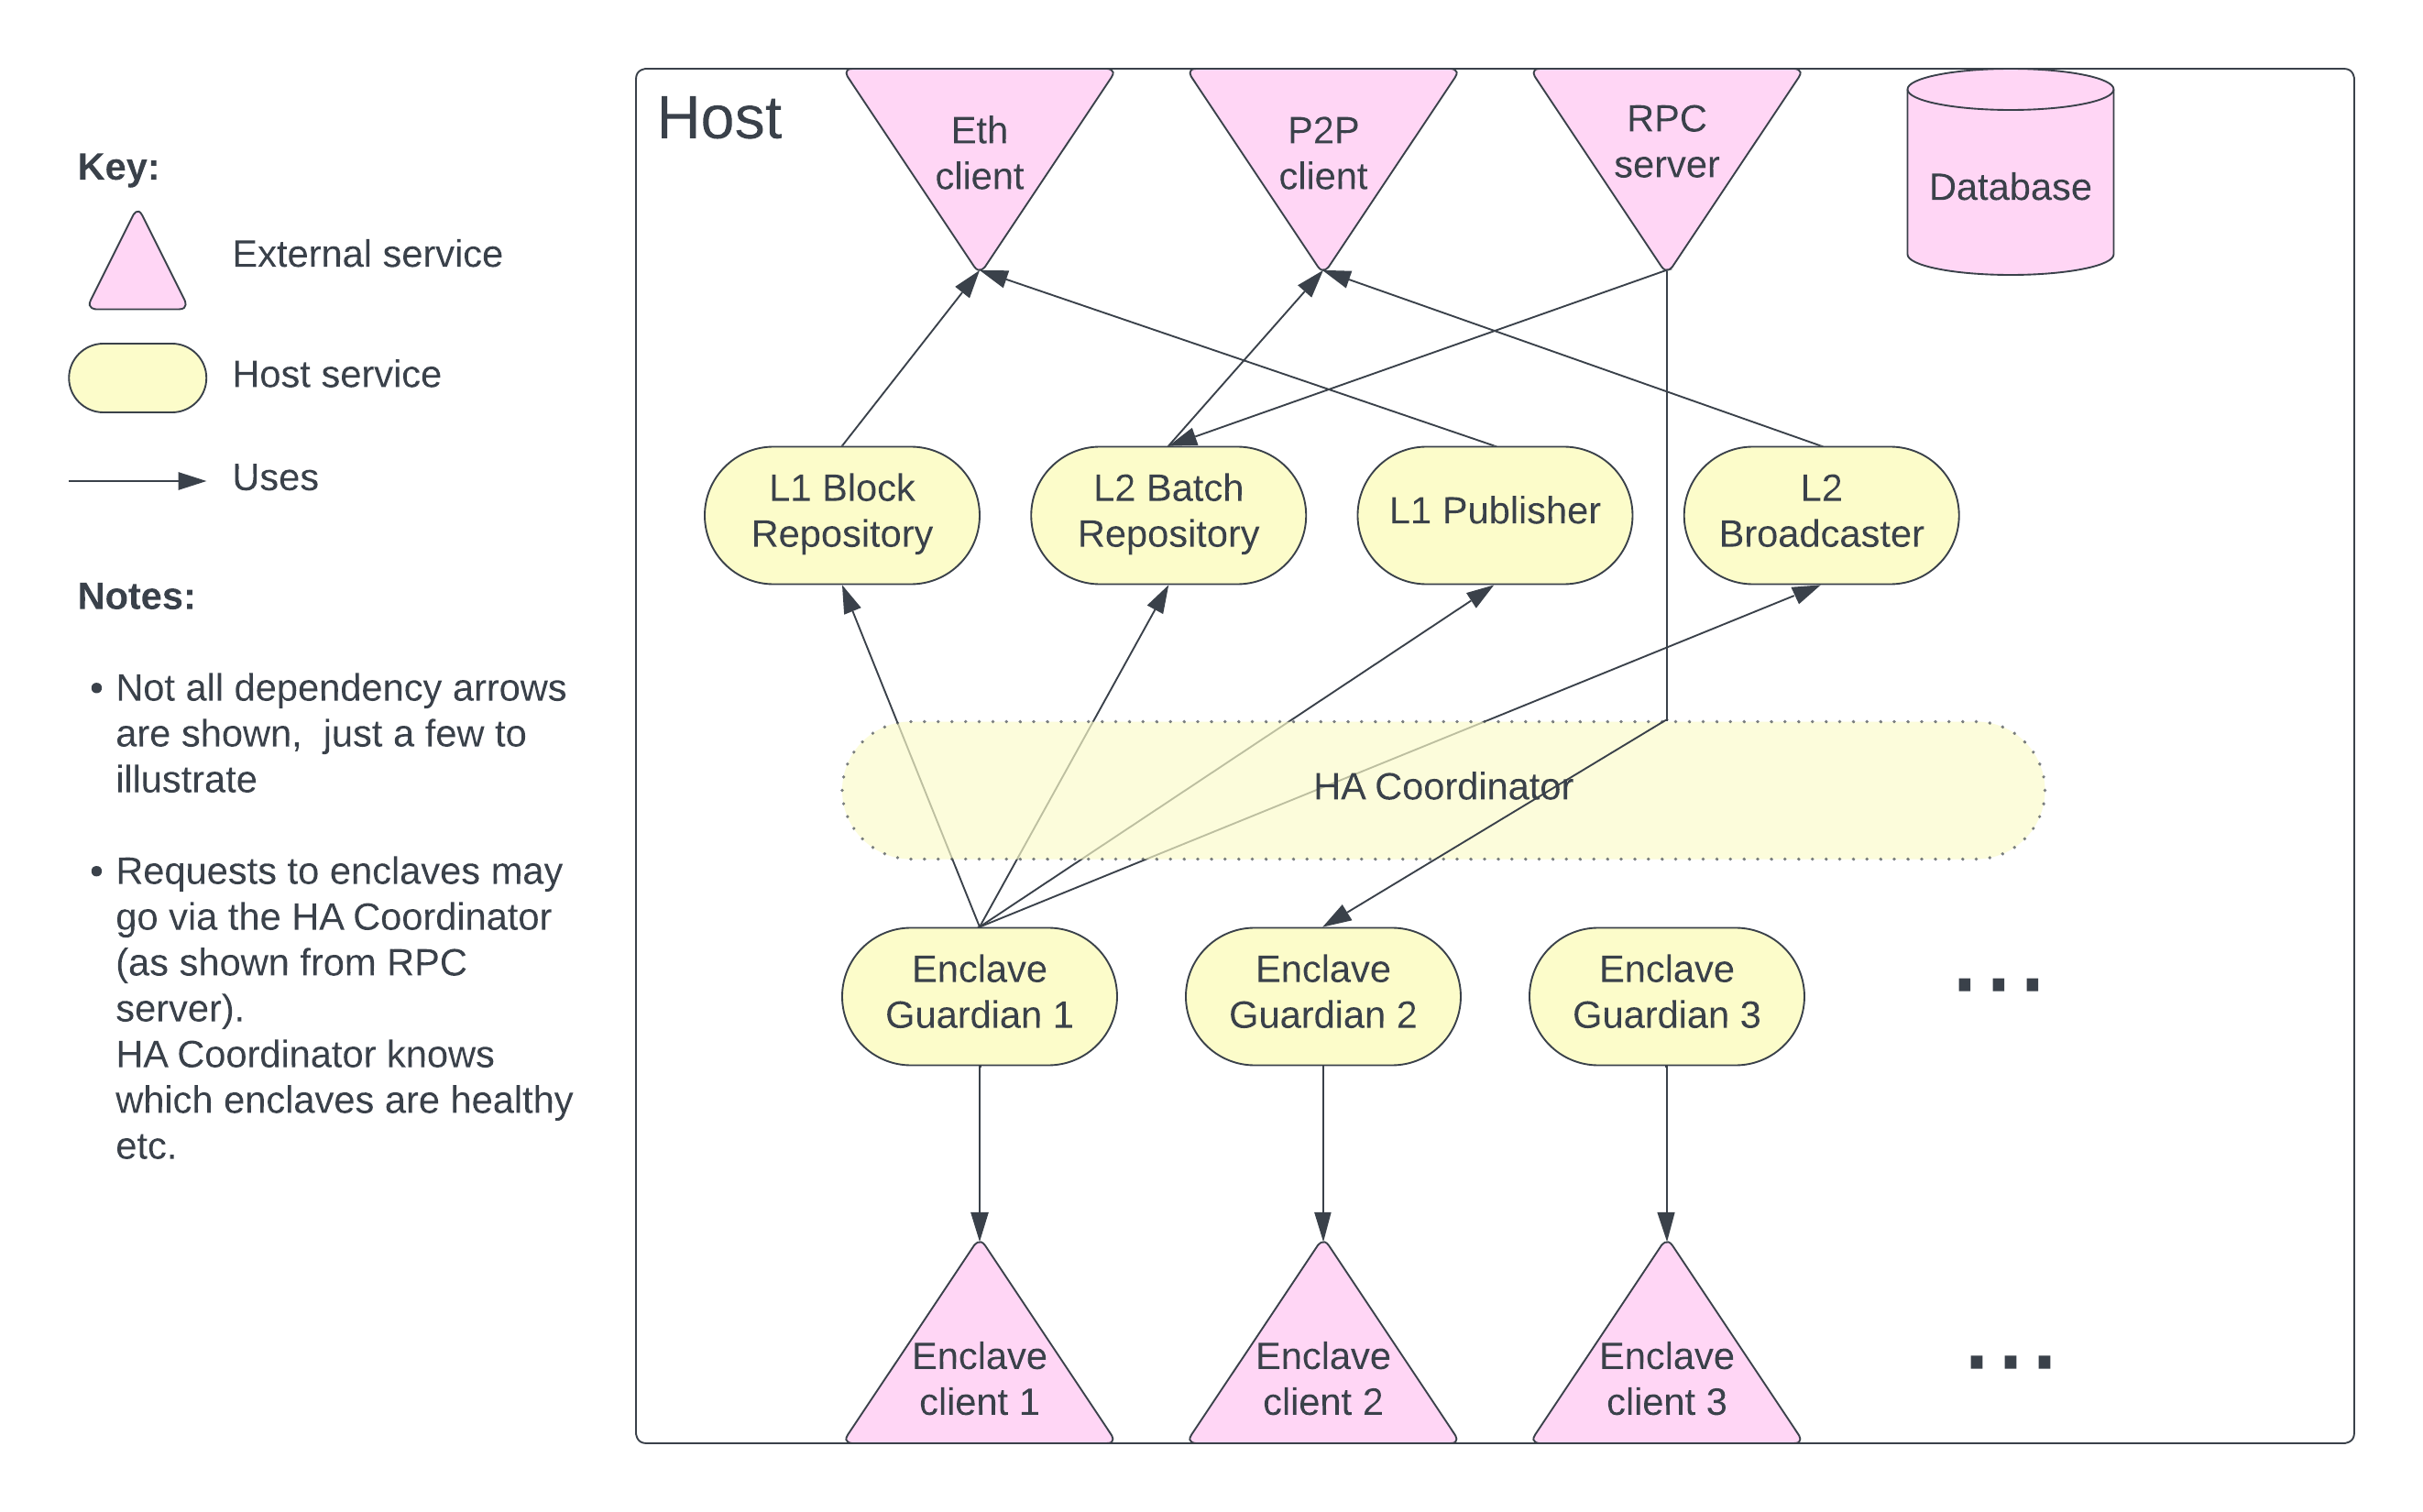 Key:
External service
Host service
Uses
Notes:
• Not all dependency arrows
are shown,  just a few to
illustrate
• Requests to enclaves may
go via the HA Coordinator
(as shown from RPC
server).
HA Coordinator knows
which enclaves are healthy
etc.
Host
Eth
client
P2P
client
RPC
server
Database
L1 Block
Repository
L2 Batch
Repository
L1 Publisher
L2
Broadcaster
HA Coordinator
Enclave
Guardian 1
Enclave
Guardian 2
Enclave
Guardian 3
...
Enclave
client 1
Enclave
client 2
Enclave
client 3
...